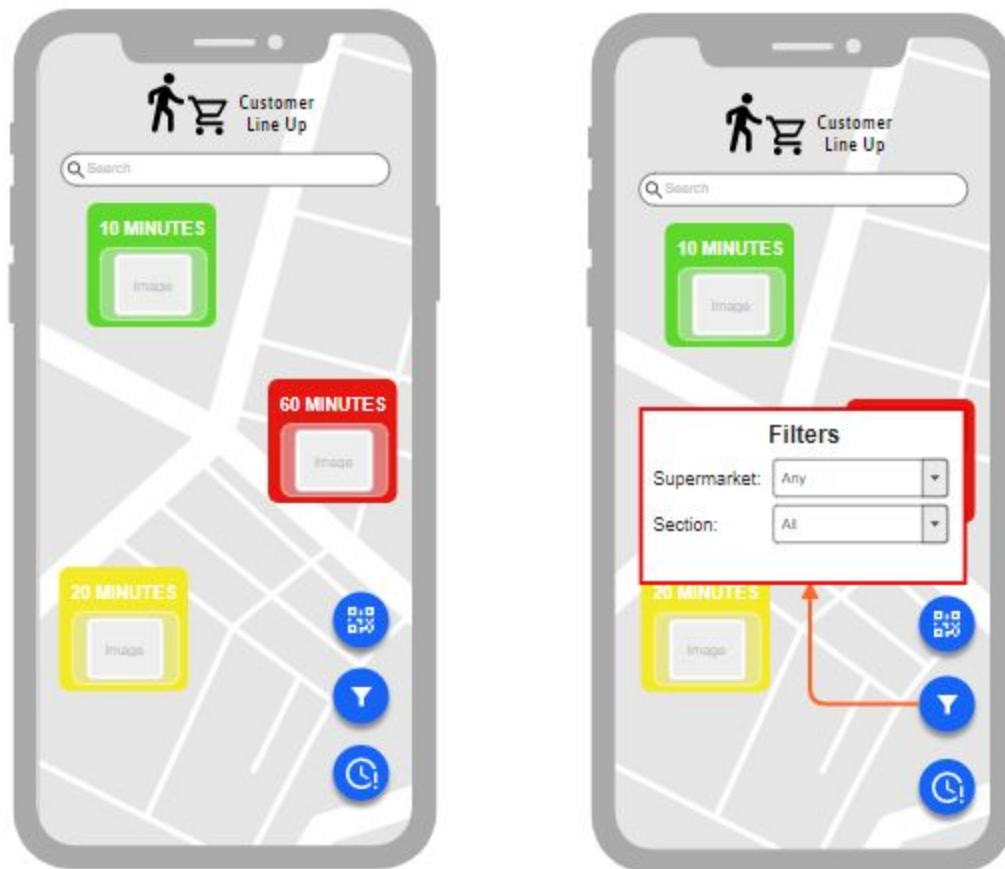 Customer
Line Up
Search
10 MINUTES
Image
60 MINUTES
Image
20 MINUTES
Image
Customer
Line Up
Search
10 MINUTES
Image
Filters
Supermarket: Any
Section: All
20 MINUTES
Image